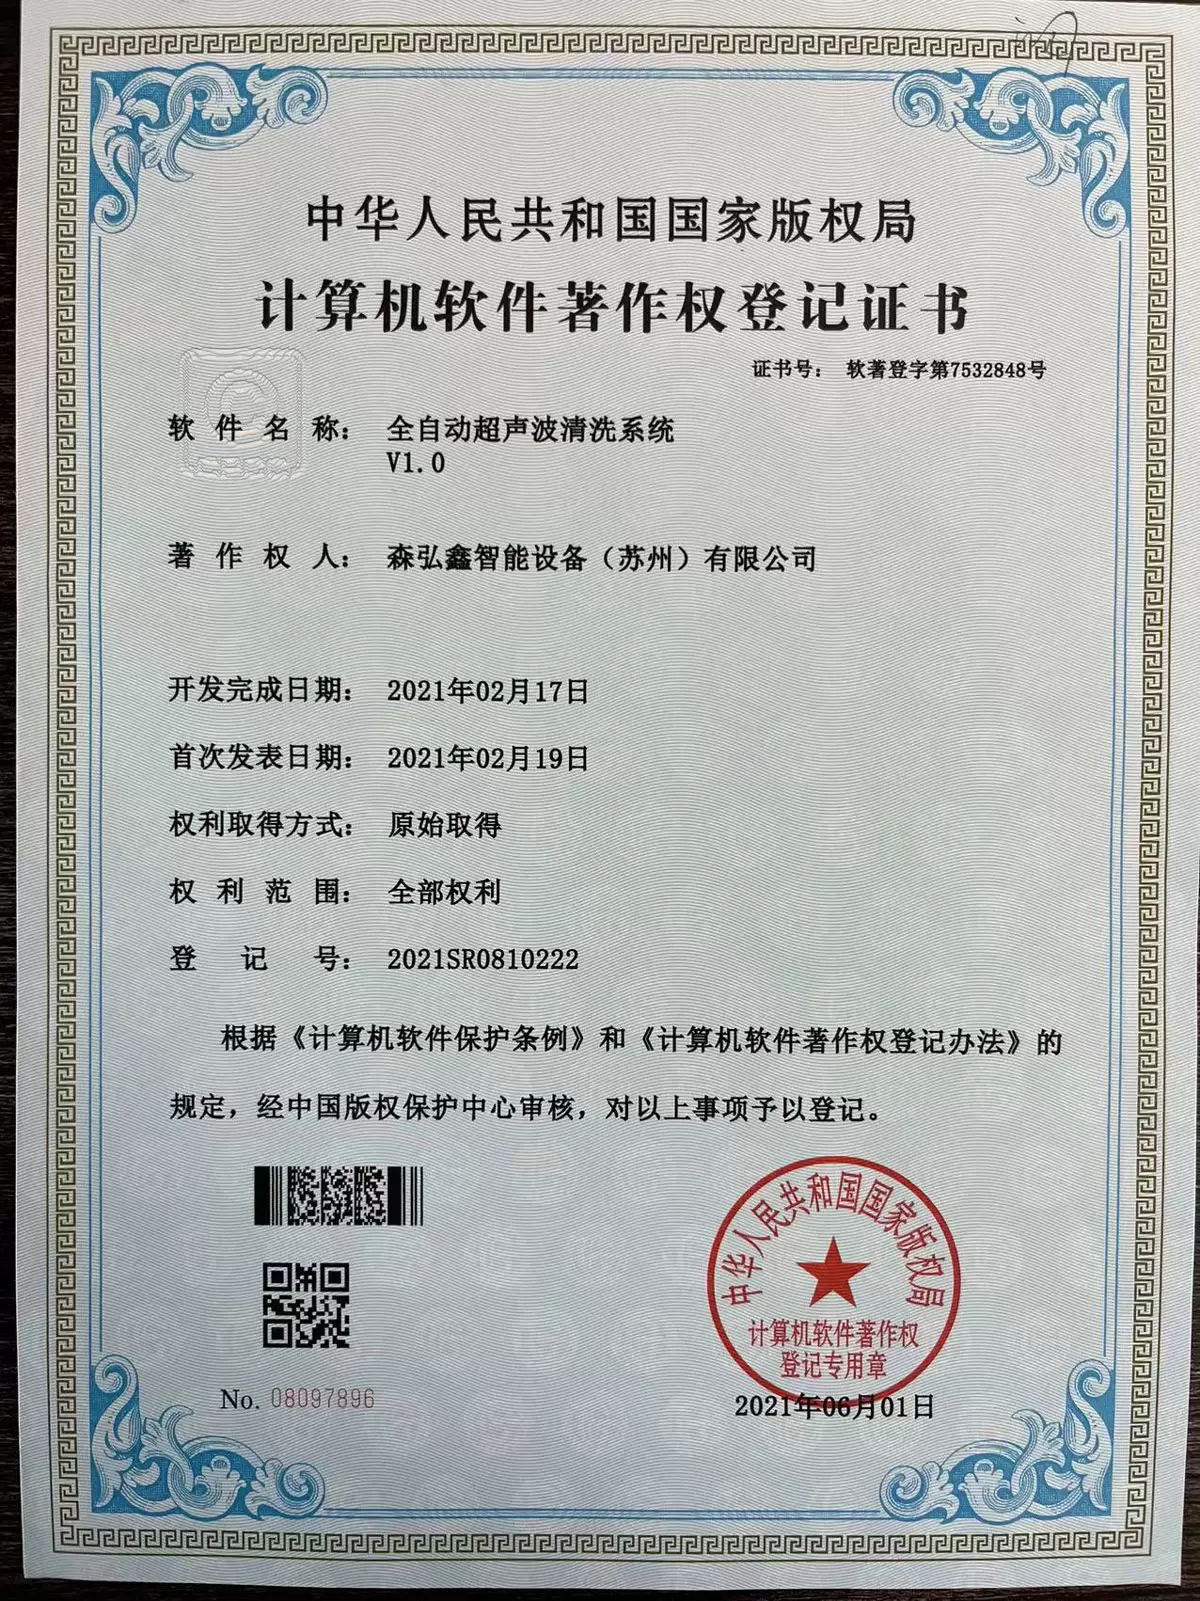 中华人民共和国国家版权局
计算机软件著作权登记证书
证书号： 软著登字第7532848号
软件名称： 全自动超声波清洗系统
V1.0
著作权人： 森弘鑫智能设备（苏州）有限公司
开发完成日期： 2021年02月17日
首次发表日期： 2021年02月19日
权利取得方式： 原始取得
权利范围： 全部权利
登记号： 2021SR0810222
根据《计算机软件保护条例》和《计算机软件著作权登记办法》的
规定，经中国版权保护中心审核，对以上事项予以登记。
中华人民共和国国家版权局
计算机软件著作权
登记专用章
No. 08097896
2021年06月01日